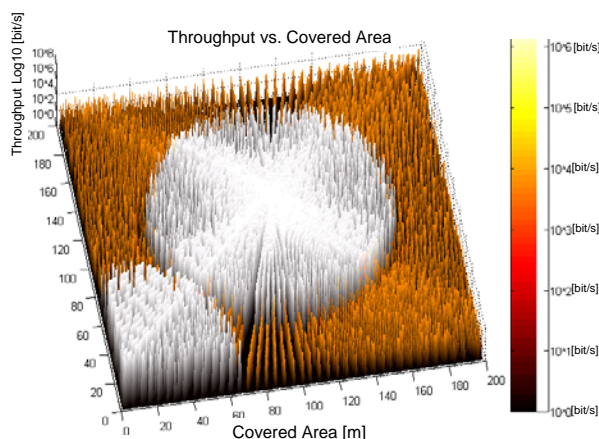 Throughput vs. Covered Area
Throughput Log10 [bit/s]
10^8
10^6
10^4
10^2
10^0
200
180
160
140
120
100
80
60
40
20
0
0
20
40
60
80
100
120
140
160
180
200
Covered Area [m]
10^6 [bit/s]
10^5 [bit/s]
10^4 [bit/s]
10^3 [bit/s]
10^2 [bit/s]
10^1 [bit/s]
10^0 [bit/s]